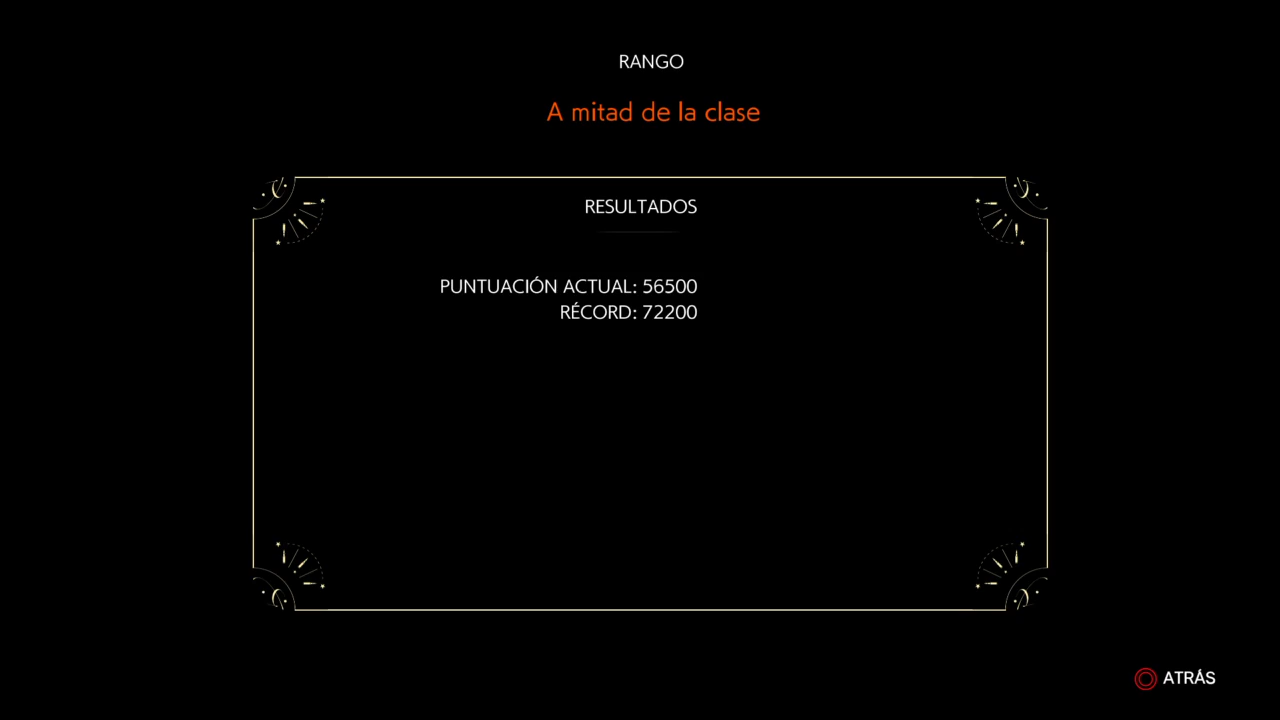 RANGO
A mitad de la clase
RESULTADOS
PUNTUACIÓN ACTUAL: 56500
RÉCORD: 72200
ATRÁS